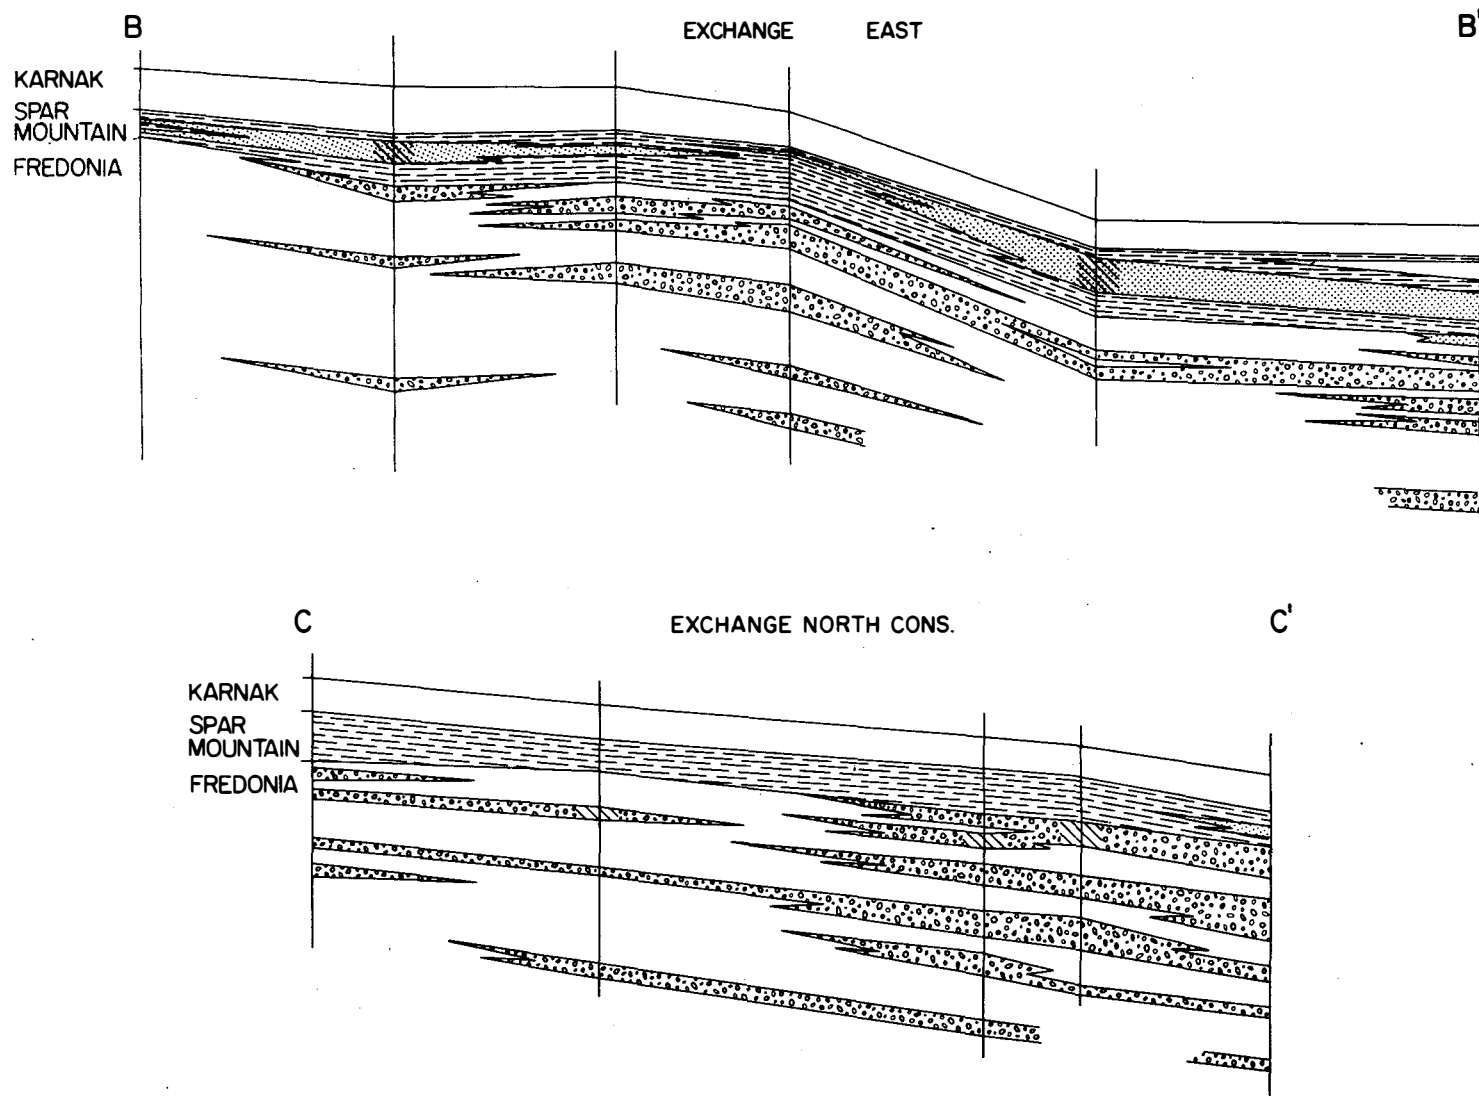 B EXCHANGE EAST B'
KARNAK
SPAR
MOUNTAIN
FREDONIA
C EXCHANGE NORTH CONS. C'
KARNAK
SPAR
MOUNTAIN
FREDONIA